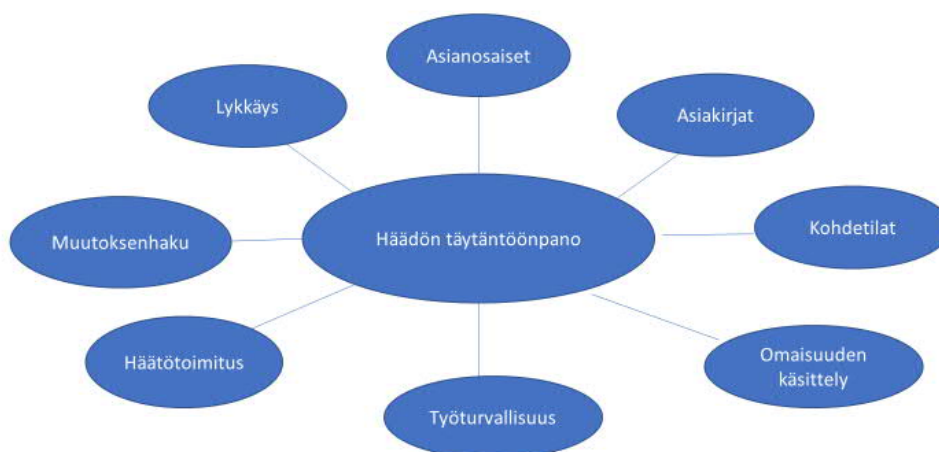 Asianosaiset
Lykkäys
Asiakirjat
Muutoksenhaku
Häädön täytäntöönpano
Kohdetilat
Häätötoimitus
Omaisuuden
käsittely
Työturvallisuus